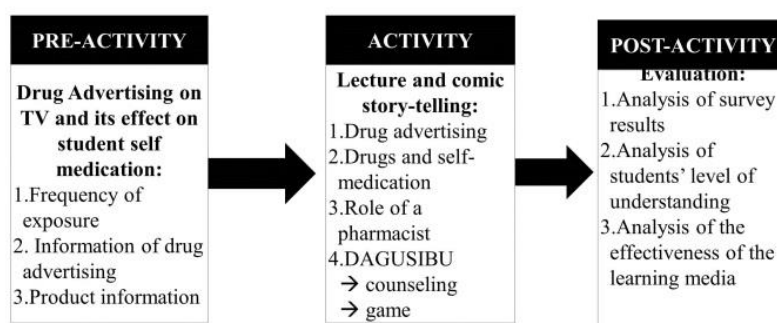 PRE-ACTIVITY
Drug Advertising on
TV and its effect on
student self
medication:
1.Frequency of
exposure
2. Information of drug
advertising
3.Product information
ACTIVITY
Lecture and comic
story-telling:
1.Drug advertising
2.Drugs and self-
medication
3.Role of a
pharmacist
4.DAGUSIBU
→ counseling
→ game
POST-ACTIVITY
Evaluation:
1.Analysis of survey
results
2.Analysis of
students’ level of
understanding
3.Analysis of the
effectiveness of the
learning media